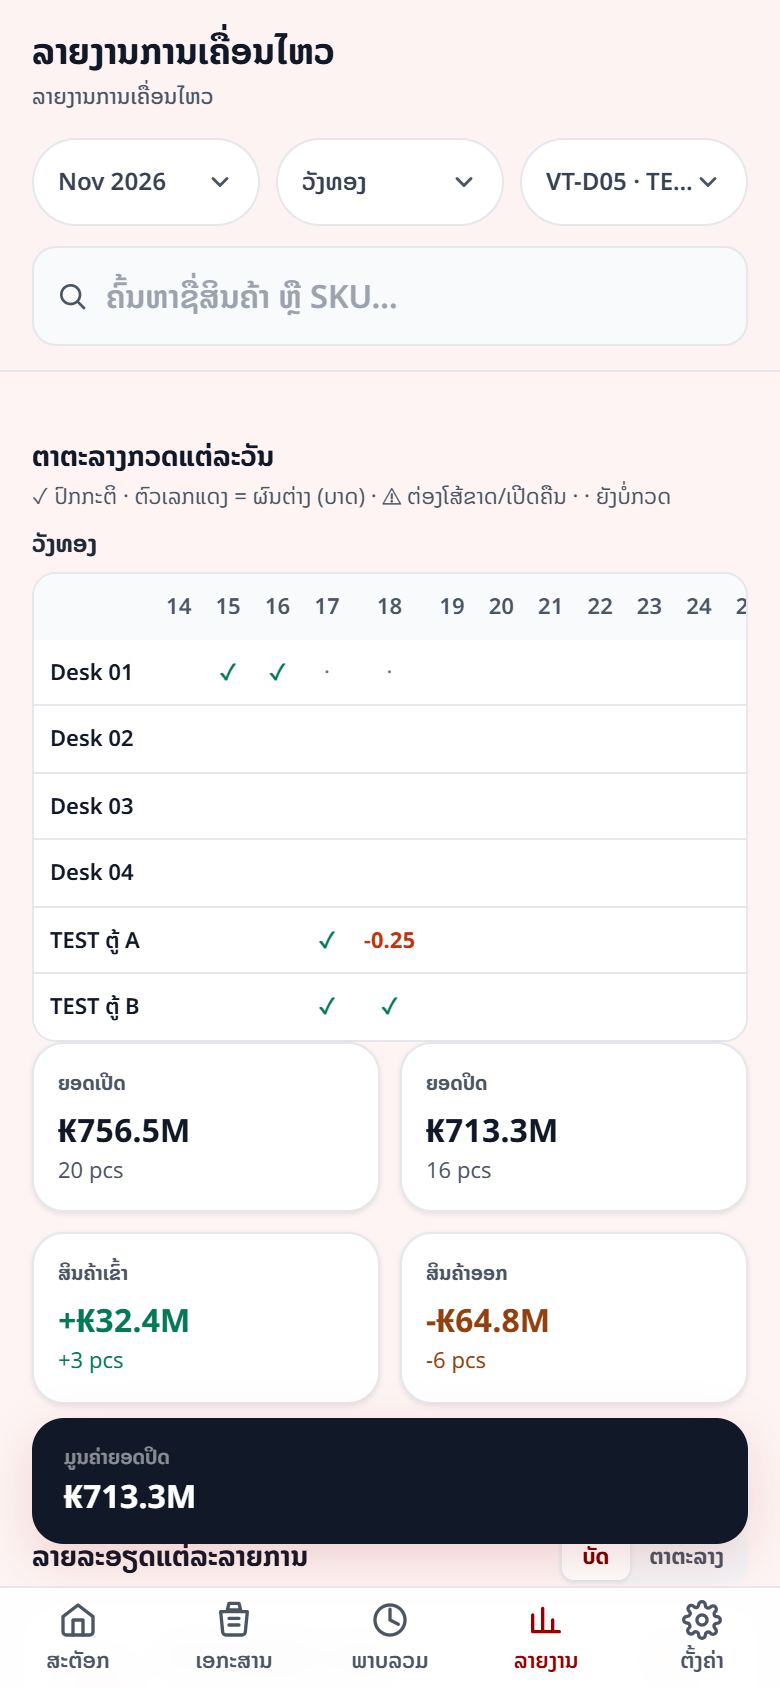 ລາຍງານການເຄື່ອນໄຫວ
ລາຍງານການເຄື່ອນໄຫວ
Nov 2026 ວັງທອງ VT-D05 · TE...
ຄົ້ນຫາຊື່ສິນຄ້າ ຫຼື SKU...
ຕາຕະລາງກວດແຕ່ລະວັນ
✓ ປົກກະຕິ · ຕົວເລກແດງ = ຜົນຕ່າງ (ບາດ) · ⚠ ຕ່ອງໂສ້ຂາດ/ເປີດຄືນ · · ຍັງບໍ່ກວດ
ວັງທອງ
14 15 16 17 18 19 20 21 22 23 24 2
Desk 01 ✓ ✓ · ·
Desk 02
Desk 03
Desk 04
TEST ຕູ້ A ✓ -0.25
TEST ຕູ້ B ✓ ✓
ຍອດເປີດ ຍອດປິດ
₭756.5M ₭713.3M
20 pcs 16 pcs
ສິນຄ້າເຂົ້າ ສິນຄ້າອອກ
+₭32.4M -₭64.8M
+3 pcs -6 pcs
ມູນຄ່າຍອດປິດ
₭713.3M
ລາຍລະອຽດແຕ່ລະລາຍການ ບັດ ຕາຕະລາງ
ສະຕັອກ ເອກະສານ ພາບລວມ ລາຍງານ ຕັ້ງຄ່າ